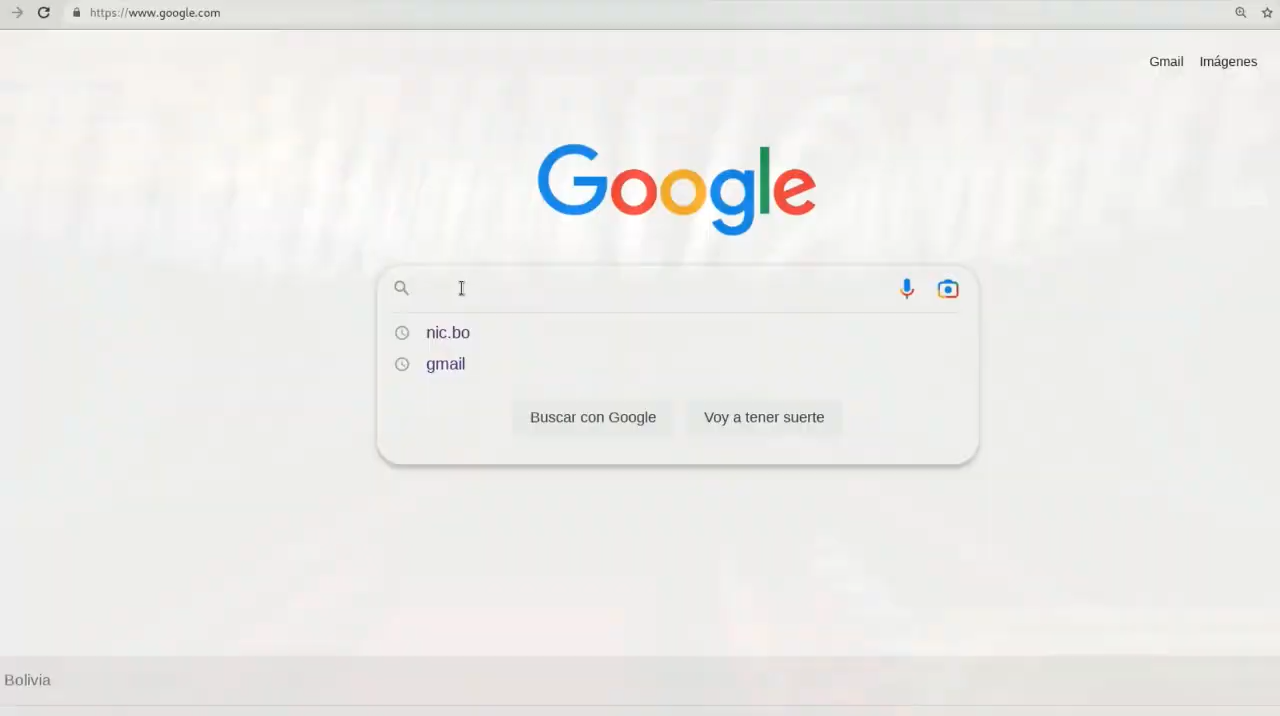 https://www.google.com
Gmail Imágenes
Google
nic.bo
gmail
Buscar con Google Voy a tener suerte
Bolivia